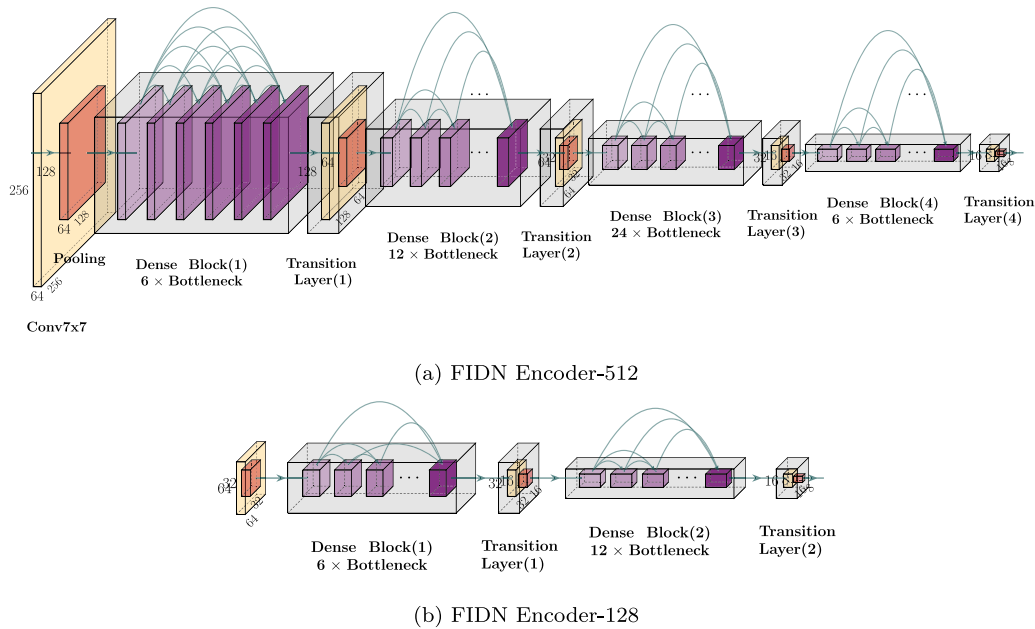 256
128
64
128
64
256
Pooling
Conv7x7
Dense Block(1)
6 × Bottleneck
128
64
128
64
Transition
Layer(1)
· · ·
· · ·
Dense Block(2)
12 × Bottleneck
64
32
64
32
Transition
Layer(2)
· · ·
· · ·
Dense Block(3)
24 × Bottleneck
32
16
32
16
Transition
Layer(3)
· · ·
· · ·
Dense Block(4)
6 × Bottleneck
16
8
16
8
Transition
Layer(4)
(a) FIDN Encoder-512
64
32
64
32
· · ·
Dense Block(1)
6 × Bottleneck
32
16
32
16
Transition
Layer(1)
· · ·
Dense Block(2)
12 × Bottleneck
16
8
16
8
Transition
Layer(2)
(b) FIDN Encoder-128